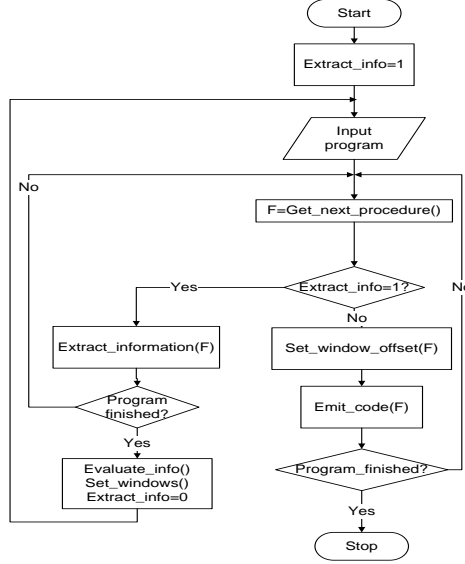 Start
Extract_info=1
Input
program
No
F=Get_next_procedure()
Yes
Extract_info=1?
No
No
Extract_information(F)
Set_window_offset(F)
Program
finished?
Emit_code(F)
Yes
Evaluate_info()
Set_windows()
Extract_info=0
Program_finished?
Yes
Stop